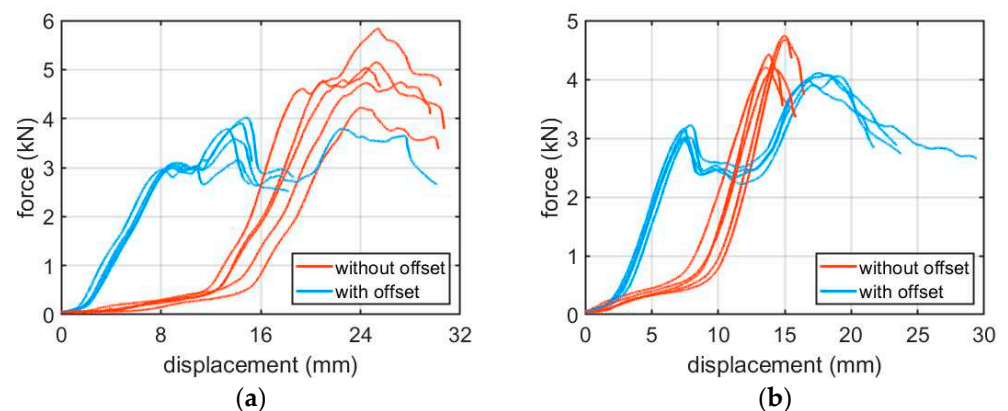 6
5
4
3
2
1
0
force (kN)
without offset
with offset
0 8 16 24 32
displacement (mm)
(a)
5
4
3
2
1
0
force (kN)
without offset
with offset
0 5 10 15 20 25 30
displacement (mm)
(b)